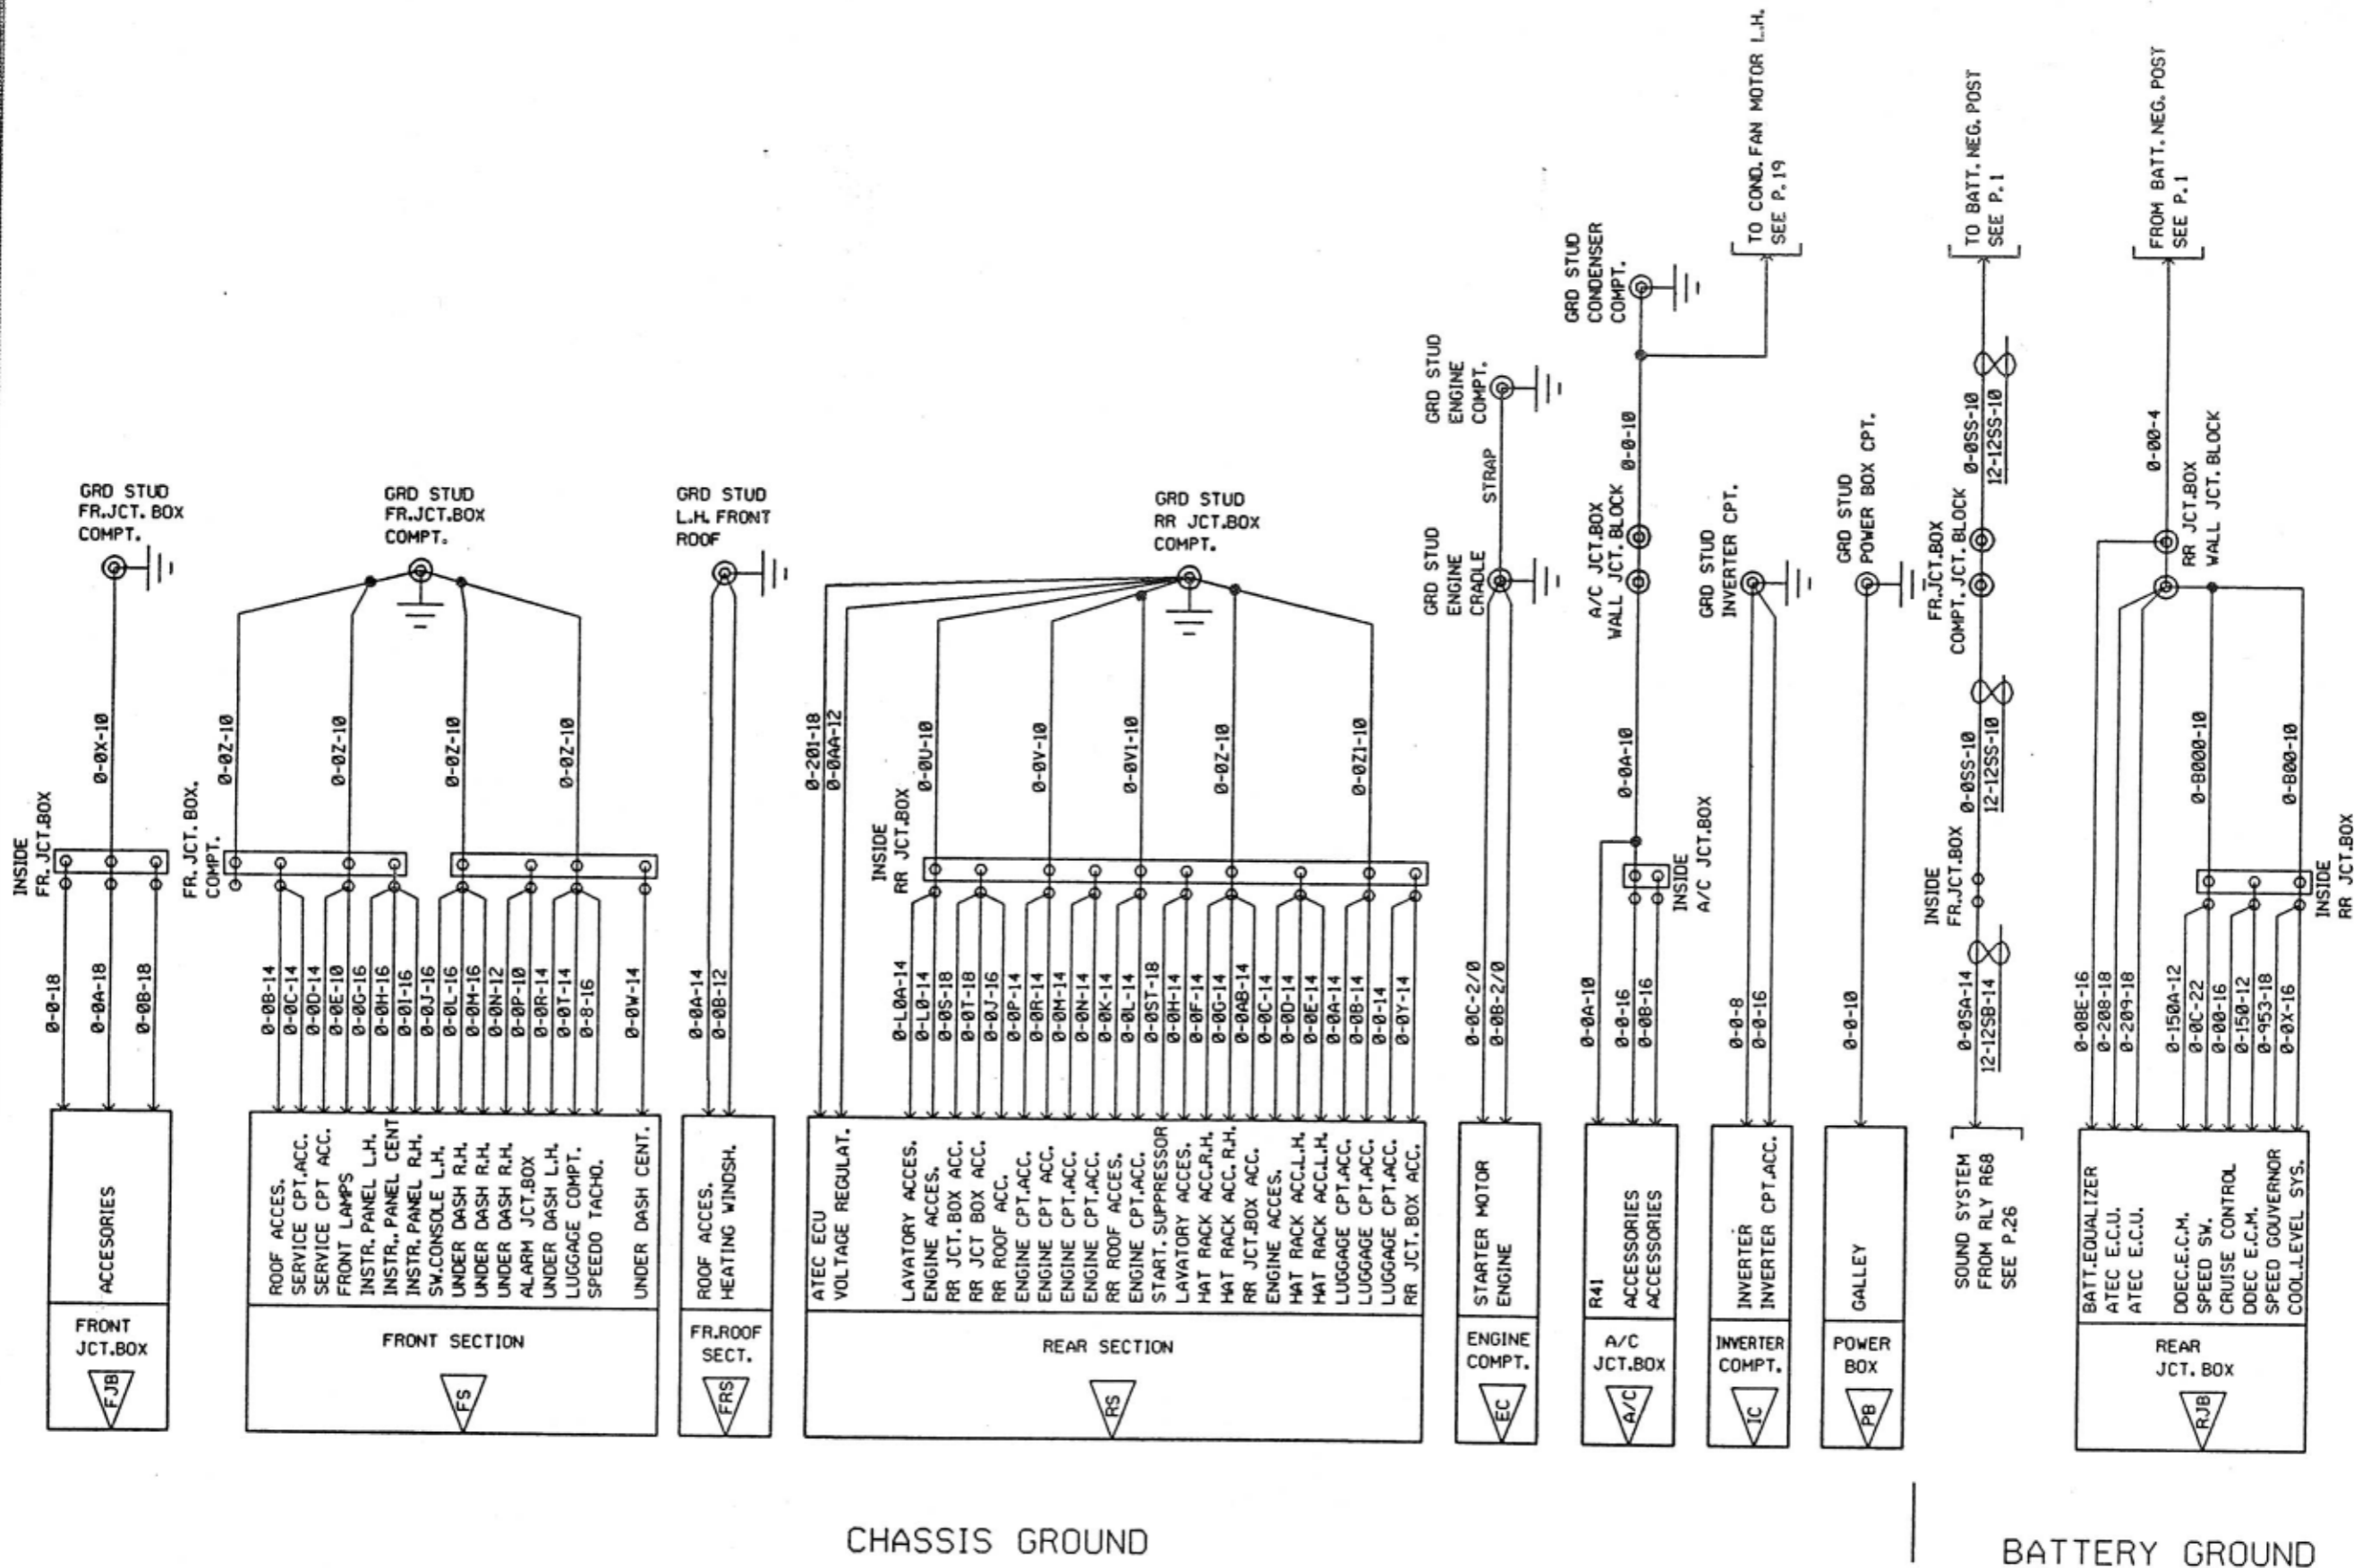 GRD STUD
FR.JCT. BOX
COMPT.
INSIDE
FR. JCT.BOX
0-0X-10
0-0-18
0-0A-18
0-0B-18
ACCESORIES
FRONT
JCT.BOX
FJB
GRD STUD
FR.JCT.BOX
COMPT.
FR. JCT. BOX.
COMPT.
0-0Z-10
0-0Z-10
0-0Z-10
0-0Z-10
0-0B-14
0-0C-14
0-0D-14
0-0E-10
0-0G-16
0-0H-16
0-0I-16
0-0J-16
0-0L-16
0-0M-16
0-0N-12
0-0P-10
0-0R-14
0-0T-14
0-8-16
0-0W-14
ROOF ACCES.
SERVICE CPT.ACC.
SERVICE CPT ACC.
FRONT LAMPS
INSTR. PANEL L.H.
INSTR.. PANEL CENT
INSTR. PANEL R.H.
SW.CONSOLE L.H.
UNDER DASH R.H.
UNDER DASH R.H.
UNDER DASH R.H.
ALARM JCT.BOX
UNDER DASH L.H.
LUGGAGE COMPT.
SPEEDO TACHO.
UNDER DASH CENT.
FRONT SECTION
FS
GRD STUD
L.H. FRONT
ROOF
0-0A-14
0-0B-12
ROOF ACCES.
HEATING WINDSH.
FR.ROOF
SECT.
FRS
GRD STUD
RR JCT.BOX
COMPT.
0-201-18
0-0AA-12
INSIDE
RR JCT.BOX
0-0U-10
0-0V-10
0-0V1-10
0-0Z-10
0-0Z1-10
0-L0A-14
0-L0-14
0-0S-18
0-0T-18
0-0J-16
0-0P-14
0-0R-14
0-0M-14
0-0N-14
0-0K-14
0-0L-14
0-0ST-18
0-0H-14
0-0F-14
0-0G-14
0-0AB-14
0-0C-14
0-0D-14
0-0E-14
0-0A-14
0-0B-14
0-0-14
0-0Y-14
ATEC ECU
VOLTAGE REGULAT.
LAVATORY ACCES.
ENGINE ACCES.
RR JCT. BOX ACC.
RR JCT BOX ACC.
RR ROOF ACC.
ENGINE CPT.ACC.
ENGINE CPT ACC.
ENGINE CPT.ACC.
ENGINE CPT.ACC.
RR ROOF ACCES.
ENGINE CPT.ACC.
START. SUPPRESSOR
LAVATORY ACCES.
HAT RACK ACC.R.H.
HAT RACK ACC. R.H.
RR JCT.BOX ACC.
ENGINE ACCES.
HAT RACK ACC.L.H.
HAT RACK ACC.L.H.
LUGGAGE CPT.ACC.
LUGGAGE CPT.ACC.
LUGGAGE CPT.ACC.
RR JCT. BOX ACC.
REAR SECTION
RS
GRD STUD
ENGINE
COMPT.
STRAP
GRD STUD
ENGINE
CRADLE
0-0C-2/0
0-0B-2/0
STARTER MOTOR
ENGINE
ENGINE
COMPT.
EC
GRD STUD
CONDENSER
COMPT.
TO COND. FAN MOTOR L.H.
SEE P.19
0-0-10
A/C JCT.BOX
WALL JCT. BLOCK
0-0A-10
INSIDE
A/C JCT.BOX
0-0A-10
0-0-16
0-0B-16
R41
ACCESSORIES
ACCESSORIES
A/C
JCT.BOX
A/C
GRD STUD
INVERTER CPT.
0-0-8
0-0-16
INVERTER
INVERTER CPT.ACC.
INVERTER
COMPT.
IC
GRD STUD
POWER BOX CPT.
0-0-10
GALLEY
POWER
BOX
PB
TO BATT. NEG. POST
SEE P.1
0-0SS-10
12-12SS-10
FR.JCT.BOX
COMPT. JCT. BLOCK
0-0SS-10
12-12SS-10
INSIDE
FR.JCT.BOX
0-0SA-14
12-12SB-14
SOUND SYSTEM
FROM RLY R68
SEE P.26
FROM BATT. NEG. POST
SEE P.1
0-00-4
RR JCT.BOX
WALL JCT. BLOCK
0-B000-10
0-B00-10
INSIDE
RR JCT.BOX
0-0BE-16
0-208-18
0-209-18
0-150A-12
0-0C-22
0-00-16
0-150-12
0-953-18
0-0X-16
BATT.EQUALIZER
ATEC E.C.U.
ATEC E.C.U.
DDEC.E.C.M.
SPEED SW.
CRUISE CONTROL
DDEC E.C.M.
SPEED GOUVERNOR
COOL.LEVEL SYS.
REAR
JCT. BOX
RJB
CHASSIS GROUND
BATTERY GROUND